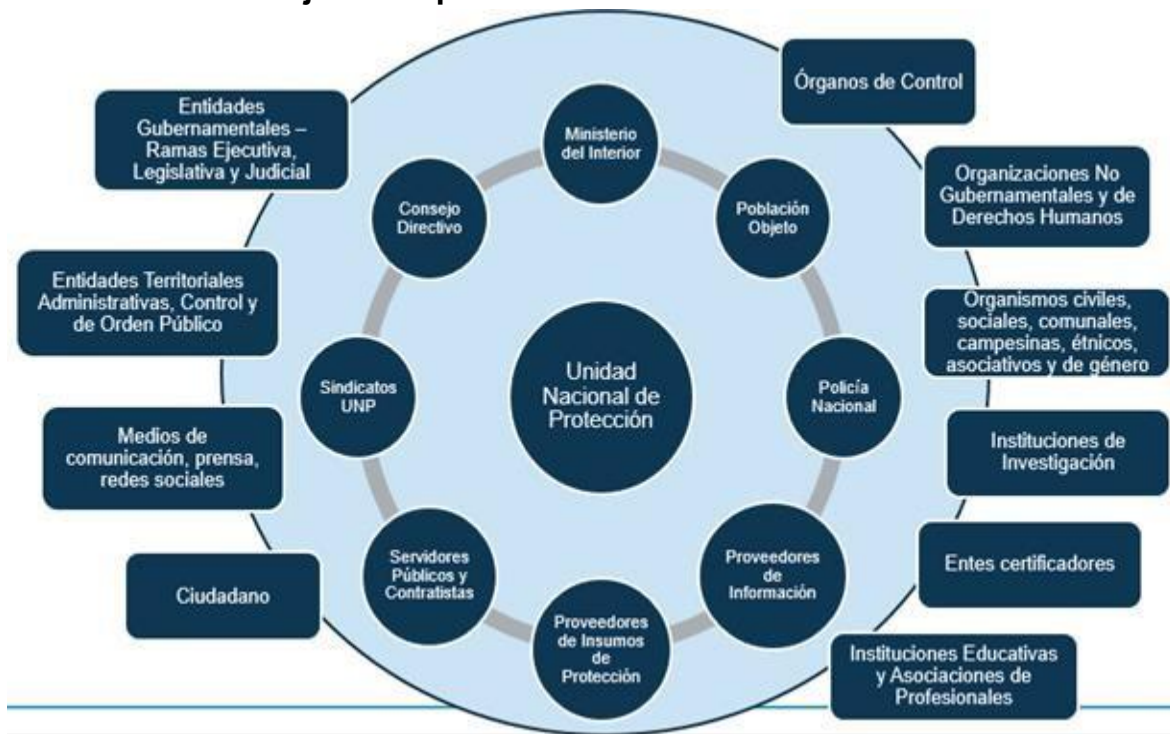 Órganos de Control
Entidades
Gubernamentales –
Ramas Ejecutiva,
Legislativa y Judicial
Ministerio
del Interior
Organizaciones No
Gubernamentales y de
Derechos Humanos
Consejo
Directivo
Población
Objeto
Entidades Territoriales
Administrativas, Control y
de Orden Público
Organismos civiles,
sociales, comunales,
campesinas, étnicos,
asociativos y de género
Sindicatos
UNP
Unidad
Nacional de
Protección
Policía
Nacional
Medios de
comunicación, prensa,
redes sociales
Instituciones de
Investigación
Servidores
Públicos y
Contratistas
Proveedores
de
Información
Entes certificadores
Ciudadano
Proveedores
de Insumos
de
Protección
Instituciones Educativas
y Asociaciones de
Profesionales